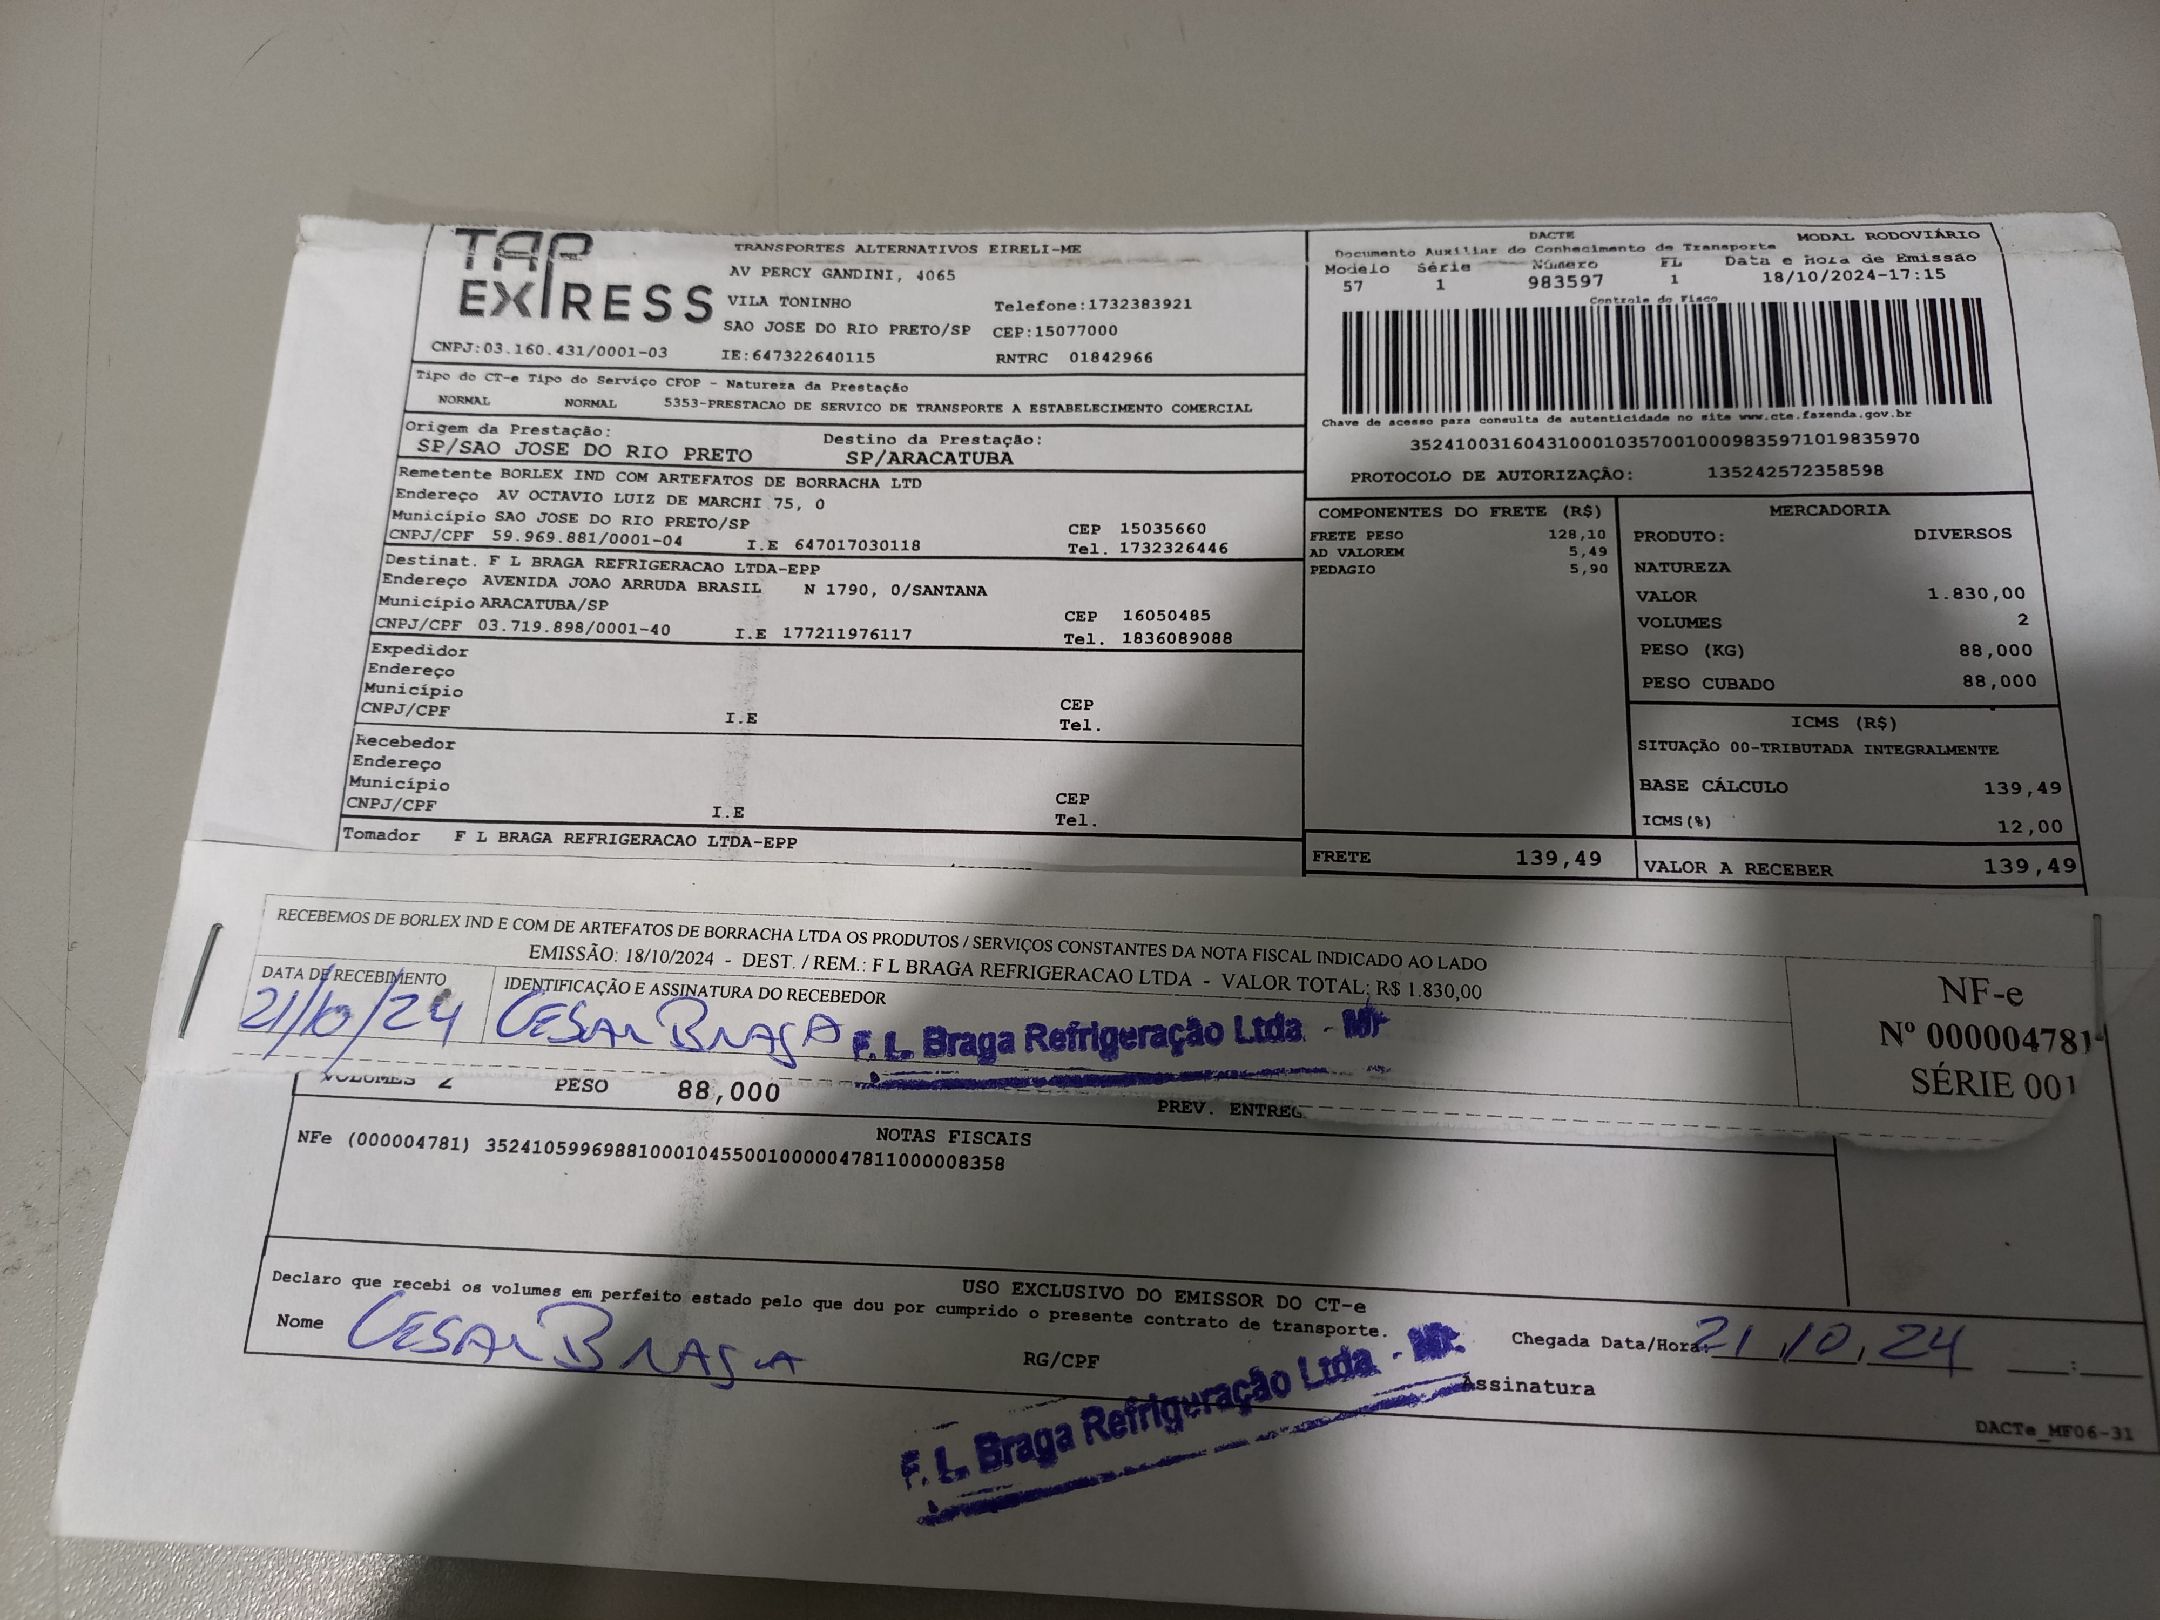 TAP EXPRESS
TRANSPORTES ALTERNATIVOS EIRELI-ME
AV PERCY GANDINI, 4065
VILA TONINHO Telefone:1732383921
SAO JOSE DO RIO PRETO/SP CEP:15077000
CNPJ:03.160.431/0001-03 IE:647322640115 RNTRC 01842966
DACTE MODAL RODOVIÁRIO
Documento Auxiliar do Conhecimento de Transporte
Modelo Série Número FL Data e Hora de Emissão
57 1 983597 1 18/10/2024-17:15
Controle do Fisco
Chave de acesso para consulta de autenticidade no site www.cte.fazenda.gov.br
35241003160431000103570010009835971019835970
PROTOCOLO DE AUTORIZAÇÃO: 135242572358598
Tipo do CT-e Tipo do Serviço CFOP - Natureza da Prestação
NORMAL NORMAL 5353-PRESTACAO DE SERVICO DE TRANSPORTE A ESTABELECIMENTO COMERCIAL
Origem da Prestação: Destino da Prestação:
SP/SAO JOSE DO RIO PRETO SP/ARACATUBA
Remetente BORLEX IND COM ARTEFATOS DE BORRACHA LTD
Endereço AV OCTAVIO LUIZ DE MARCHI 75, 0
Município SAO JOSE DO RIO PRETO/SP CEP 15035660
CNPJ/CPF 59.969.881/0001-04 I.E 647017030118 Tel. 1732326446
Destinat. F L BRAGA REFRIGERACAO LTDA-EPP
Endereço AVENIDA JOAO ARRUDA BRASIL N 1790, 0/SANTANA
Município ARACATUBA/SP CEP 16050485
CNPJ/CPF 03.719.898/0001-40 I.E 177211976117 Tel. 1836089088
Expedidor
Endereço
Município CEP
CNPJ/CPF I.E Tel.
Recebedor
Endereço
Município CEP
CNPJ/CPF I.E Tel.
Tomador F L BRAGA REFRIGERACAO LTDA-EPP
COMPONENTES DO FRETE (R$)
FRETE PESO 128,10
AD VALOREM 5,49
PEDAGIO 5,90
MERCADORIA
PRODUTO: DIVERSOS
NATUREZA
VALOR 1.830,00
VOLUMES 2
PESO (KG) 88,000
PESO CUBADO 88,000
ICMS (R$)
SITUAÇÃO 00-TRIBUTADA INTEGRALMENTE
BASE CÁLCULO 139,49
ICMS(%) 12,00
FRETE 139,49 VALOR A RECEBER 139,49
RECEBEMOS DE BORLEX IND E COM DE ARTEFATOS DE BORRACHA LTDA OS PRODUTOS / SERVIÇOS CONSTANTES DA NOTA FISCAL INDICADO AO LADO
EMISSÃO: 18/10/2024 - DEST. / REM.: F L BRAGA REFRIGERACAO LTDA - VALOR TOTAL: R$ 1.830,00
DATA DE RECEBIMENTO IDENTIFICAÇÃO E ASSINATURA DO RECEBEDOR
21/10/24 CESAR BRAGA F. L. Braga Refrigeração Ltda -
NF-e
Nº 000004781
SÉRIE 001
VOLUMES 2 PESO 88,000
PREV. ENTREG
NOTAS FISCAIS
NFe (000004781) 35241059969881000104550010000047811000008358
USO EXCLUSIVO DO EMISSOR DO CT-e
Declaro que recebi os volumes em perfeito estado pelo que dou por cumprido o presente contrato de transporte.
Nome CESAR BRAGA RG/CPF
Chegada Data/Hora: 21/10/24 :
Assinatura
F. L. Braga Refrigeração Ltda -
DACTe_MF06-31